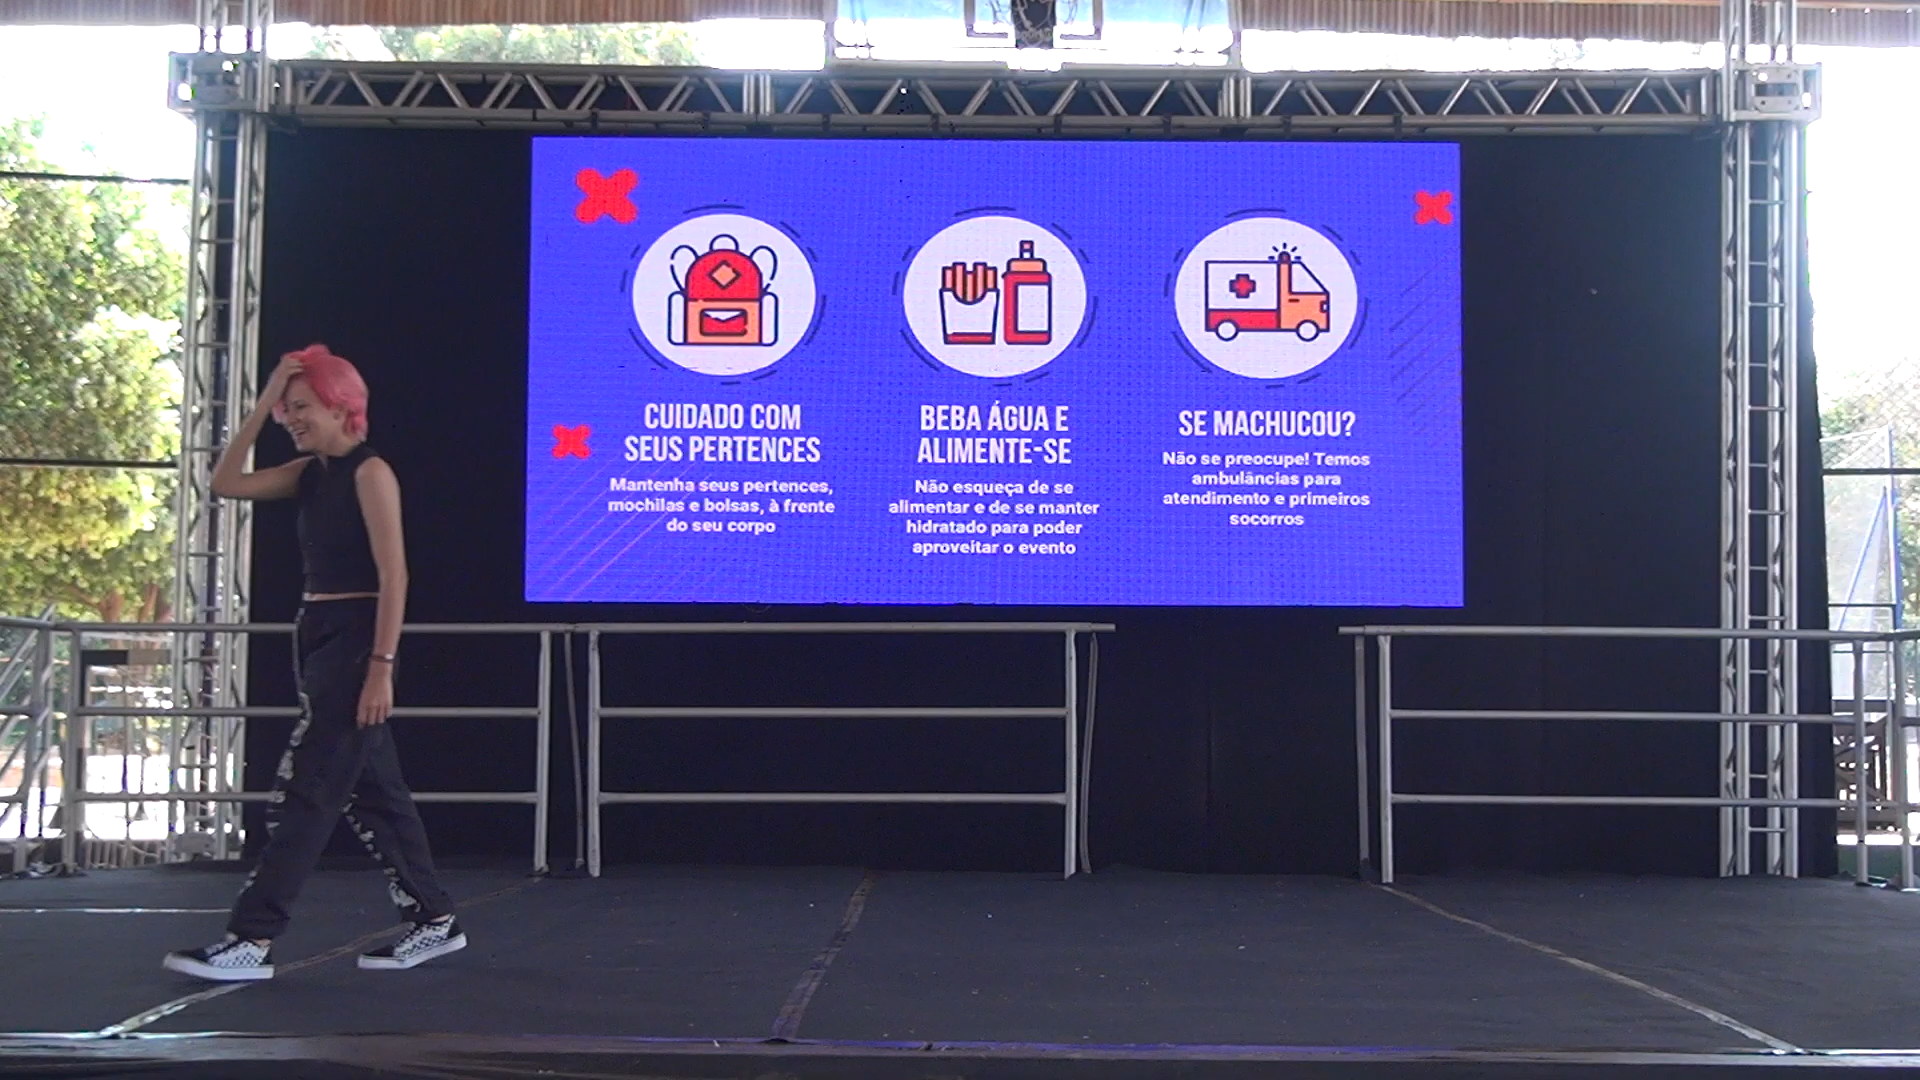 CUIDADO COM
SEUS PERTENCES
Mantenha seus pertences,
mochilas e bolsas, à frente
do seu corpo
BEBA ÁGUA E
ALIMENTE-SE
Não esqueça de se
alimentar e de se manter
hidratado para poder
aproveitar o evento
SE MACHUCOU?
Não se preocupe! Temos
ambulâncias para
atendimento e primeiros
socorros